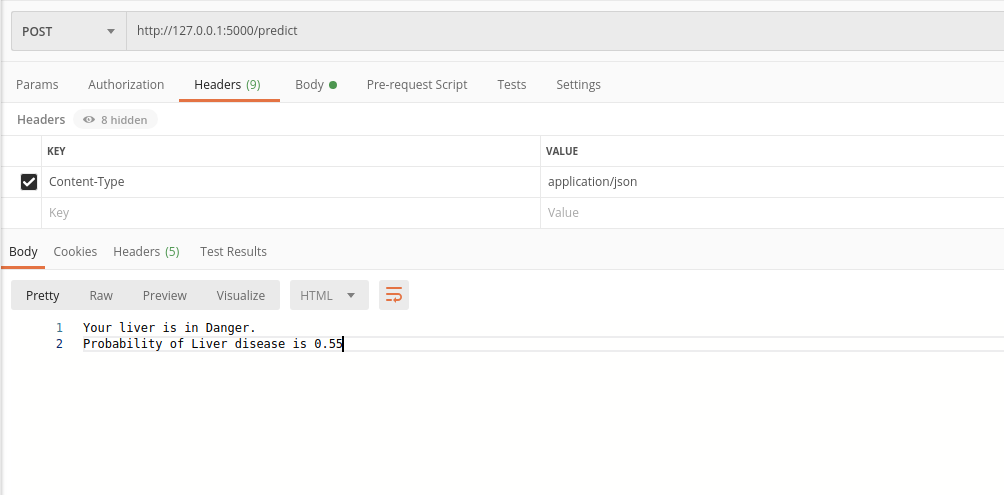 POST http://127.0.0.1:5000/predict
Params Authorization Headers (9) Body Pre-request Script Tests Settings
Headers 8 hidden
KEY VALUE
Content-Type application/json
Key Value
Body Cookies Headers (5) Test Results
Pretty Raw Preview Visualize HTML
1 Your liver is in Danger.
2 Probability of Liver disease is 0.55